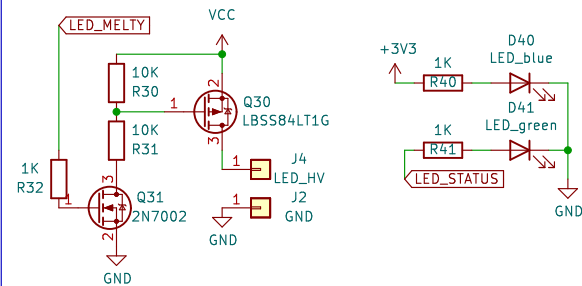 LED_MELTY
VCC
10K
R30
2
1
Q30
LBSS84LT1G
3
10K
R31
1K
R32
1
3
Q31
2N7002
2
GND
1
J4
LED_HV
1
J2
GND
GND
+3V3
1K
R40
D40
LED_blue
1K
R41
D41
LED_green
LED_STATUS
GND